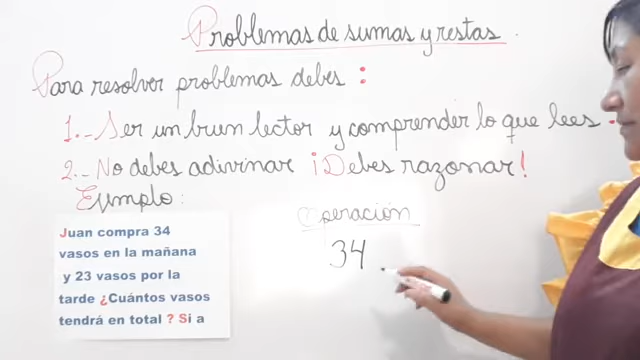 Problemas de sumas y restas.
Para resolver problemas debes :
1.- Ser un buen lector y comprender lo que lees.
2.- No debes adivinar ¡Debes razonar!
Ejemplo:
Juan compra 34
vasos en la mañana
y 23 vasos por la
tarde ¿Cuántos vasos
tendrá en total ? Si a
Operación
34